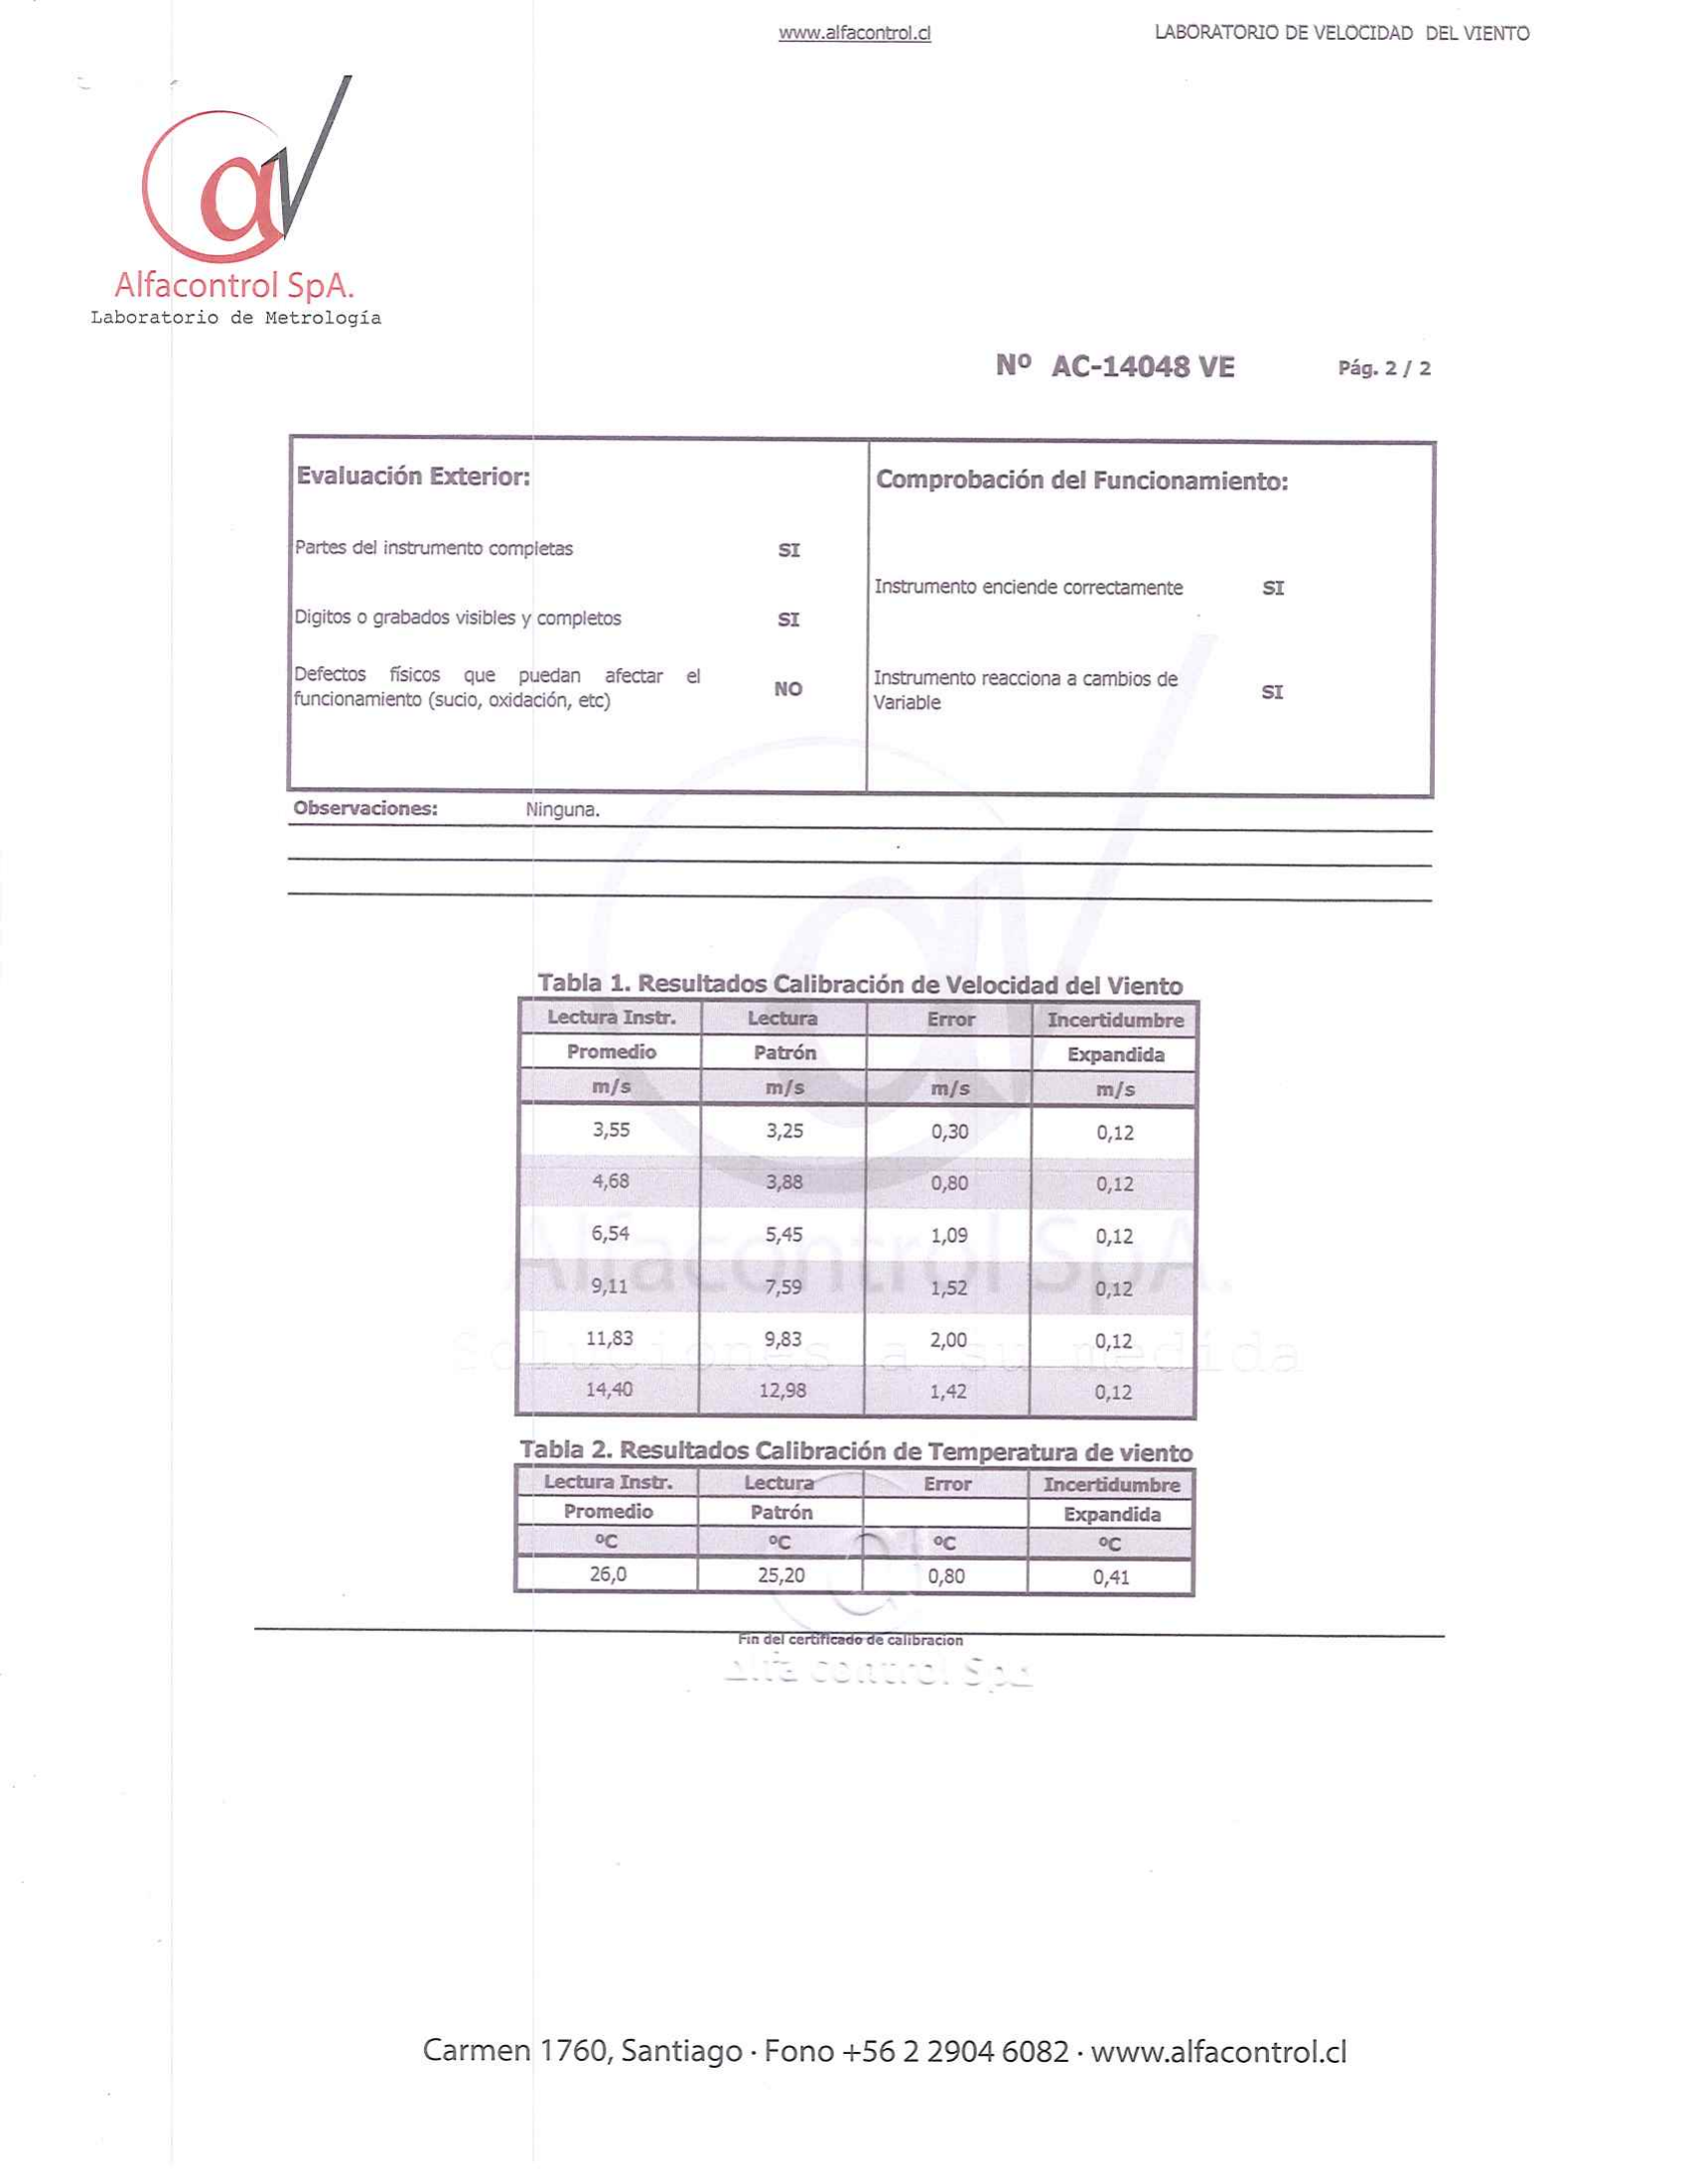 www.alfacontrol.cl LABORATORIO DE VELOCIDAD DEL VIENTO
Alfacontrol SpA.
Laboratorio de Metrología
Nº AC-14048 VE Pág. 2 / 2
Evaluación Exterior:
Partes del instrumento completas SI
Digitos o grabados visibles y completos SI
Defectos físicos que puedan afectar el
funcionamiento (sucio, oxidación, etc) NO
Comprobación del Funcionamiento:
Instrumento enciende correctamente SI
Instrumento reacciona a cambios de
Variable SI
Observaciones: Ninguna.
Tabla 1. Resultados Calibración de Velocidad del Viento
Lectura Instr. Lectura Error Incertidumbre
Promedio Patrón Expandida
m/s m/s m/s m/s
3,55 3,25 0,30 0,12
4,68 3,88 0,80 0,12
6,54 5,45 1,09 0,12
9,11 7,59 1,52 0,12
11,83 9,83 2,00 0,12
14,40 12,98 1,42 0,12
Alfacontrol SpA.
Soluciones a su medida
Tabla 2. Resultados Calibración de Temperatura de viento
Lectura Instr. Lectura Error Incertidumbre
Promedio Patrón Expandida
ºC ºC ºC ºC
26,0 25,20 0,80 0,41
Fin del certificado de calibracion
Alfa control SpA
Carmen 1760, Santiago · Fono +56 2 2904 6082 · www.alfacontrol.cl